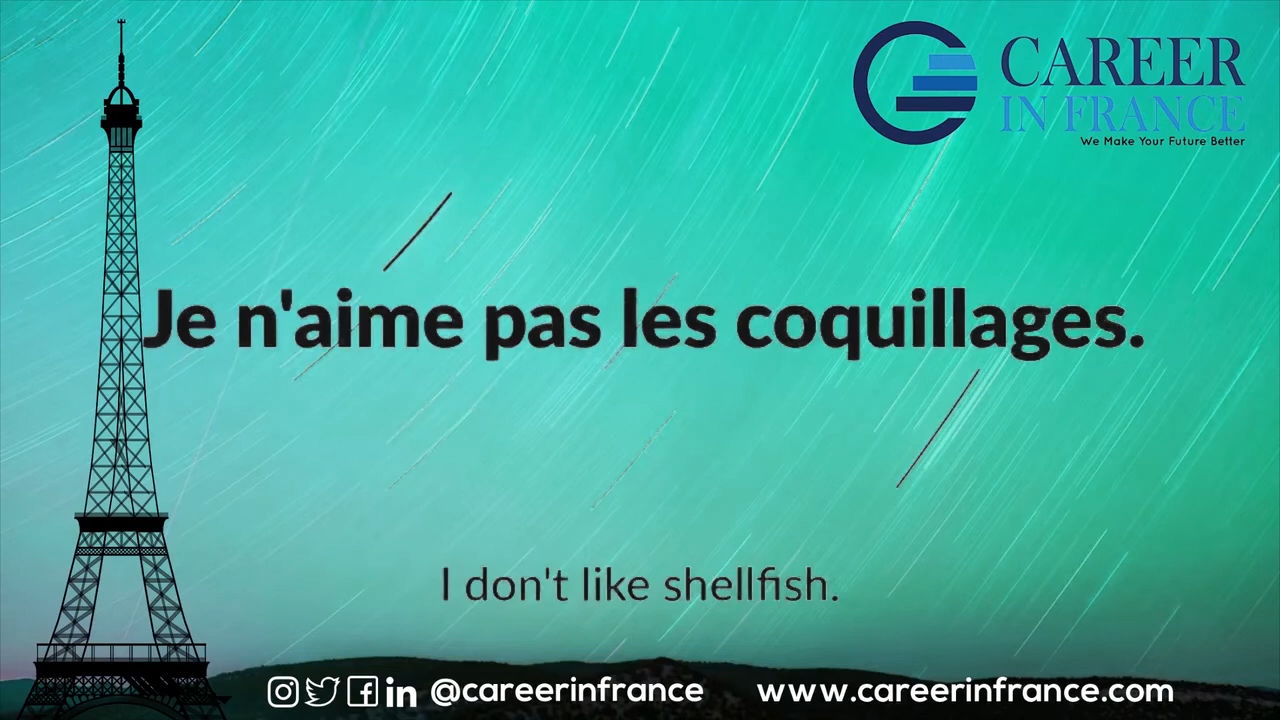 CAREER
IN FRANCE
We Make Your Future Better
Je n'aime pas les coquillages.
I don't like shellfish.
@careerinfrance www.careerinfrance.com